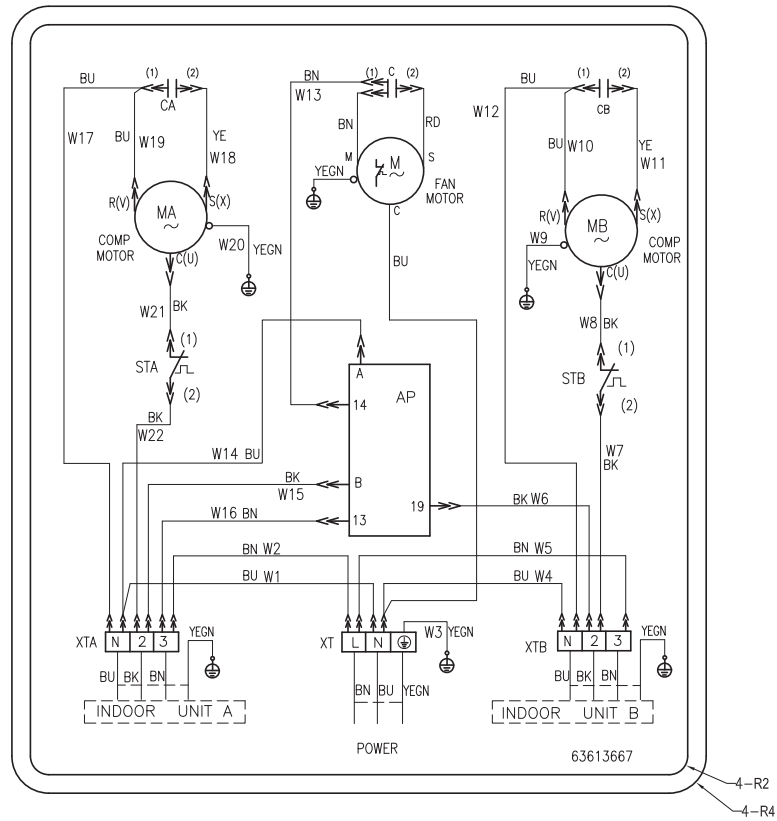 BU (1) (2) CA
W17 BU W19 YE W18
R(V) MA S(X)
COMP MOTOR
C(U)
W20 YEGN
W21 BK
(1)
STA
(2)
BK
W22
BN W13
(1) C (2)
BN RD
M M S
YEGN
FAN MOTOR
C
BU
BU (1) (2) CB
W12 BU W10 YE W11
R(V) MB S(X)
W9 YEGN
COMP MOTOR
C(U)
W8 BK
(1)
STB
(2)
W7
BK
A
AP
14
W14 BU
BK
W15
B
W16 BN
13
19
BK W6
BN W2
BU W1
BN W5
BU W4
XTA N 2 3 YEGN
XT L N W3 YEGN
XTB N 2 3 YEGN
BU BK BN
BN BU YEGN
BU BK BN
INDOOR UNIT A
INDOOR UNIT B
POWER
63613667
4-R2
4-R4